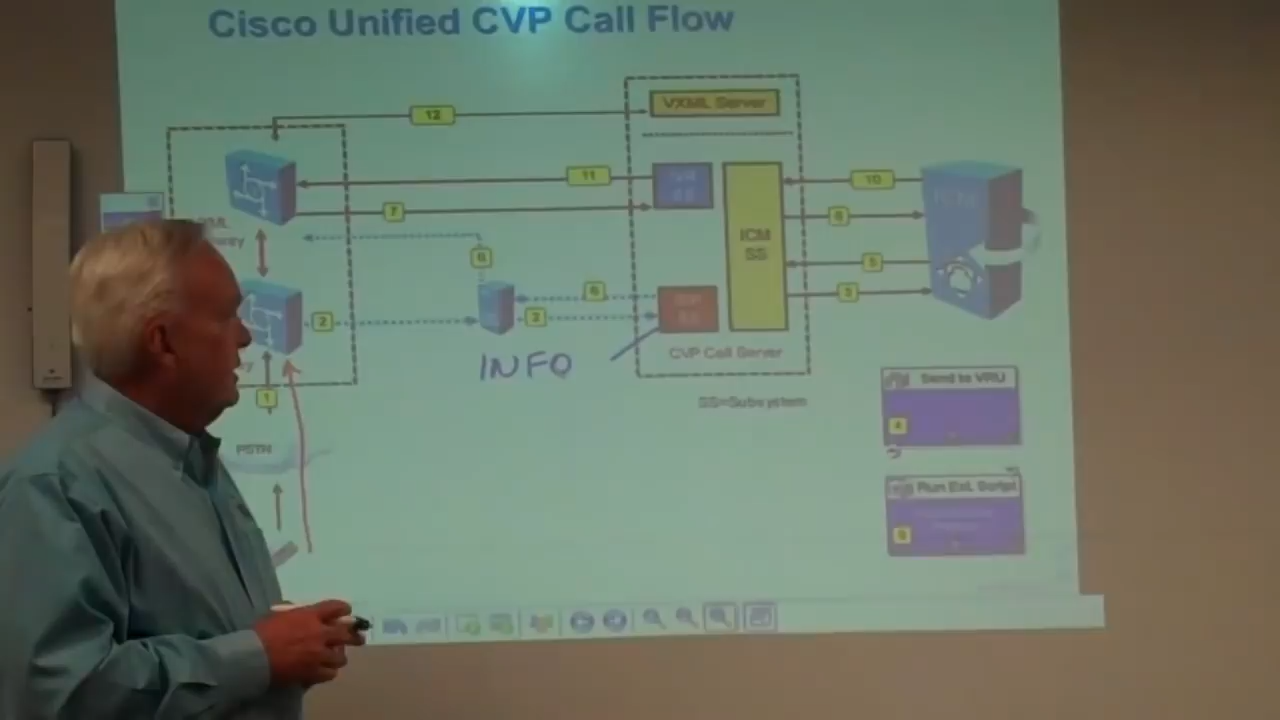 Cisco Unified CVP Call Flow
12
VXML Server
11
10
7
ICM
SS
6
5
6
2
3
5
INFO
CVP Call Server
1
SS=Subsystem
Send to VRU
4
PSTN
Run Ext. Script
9